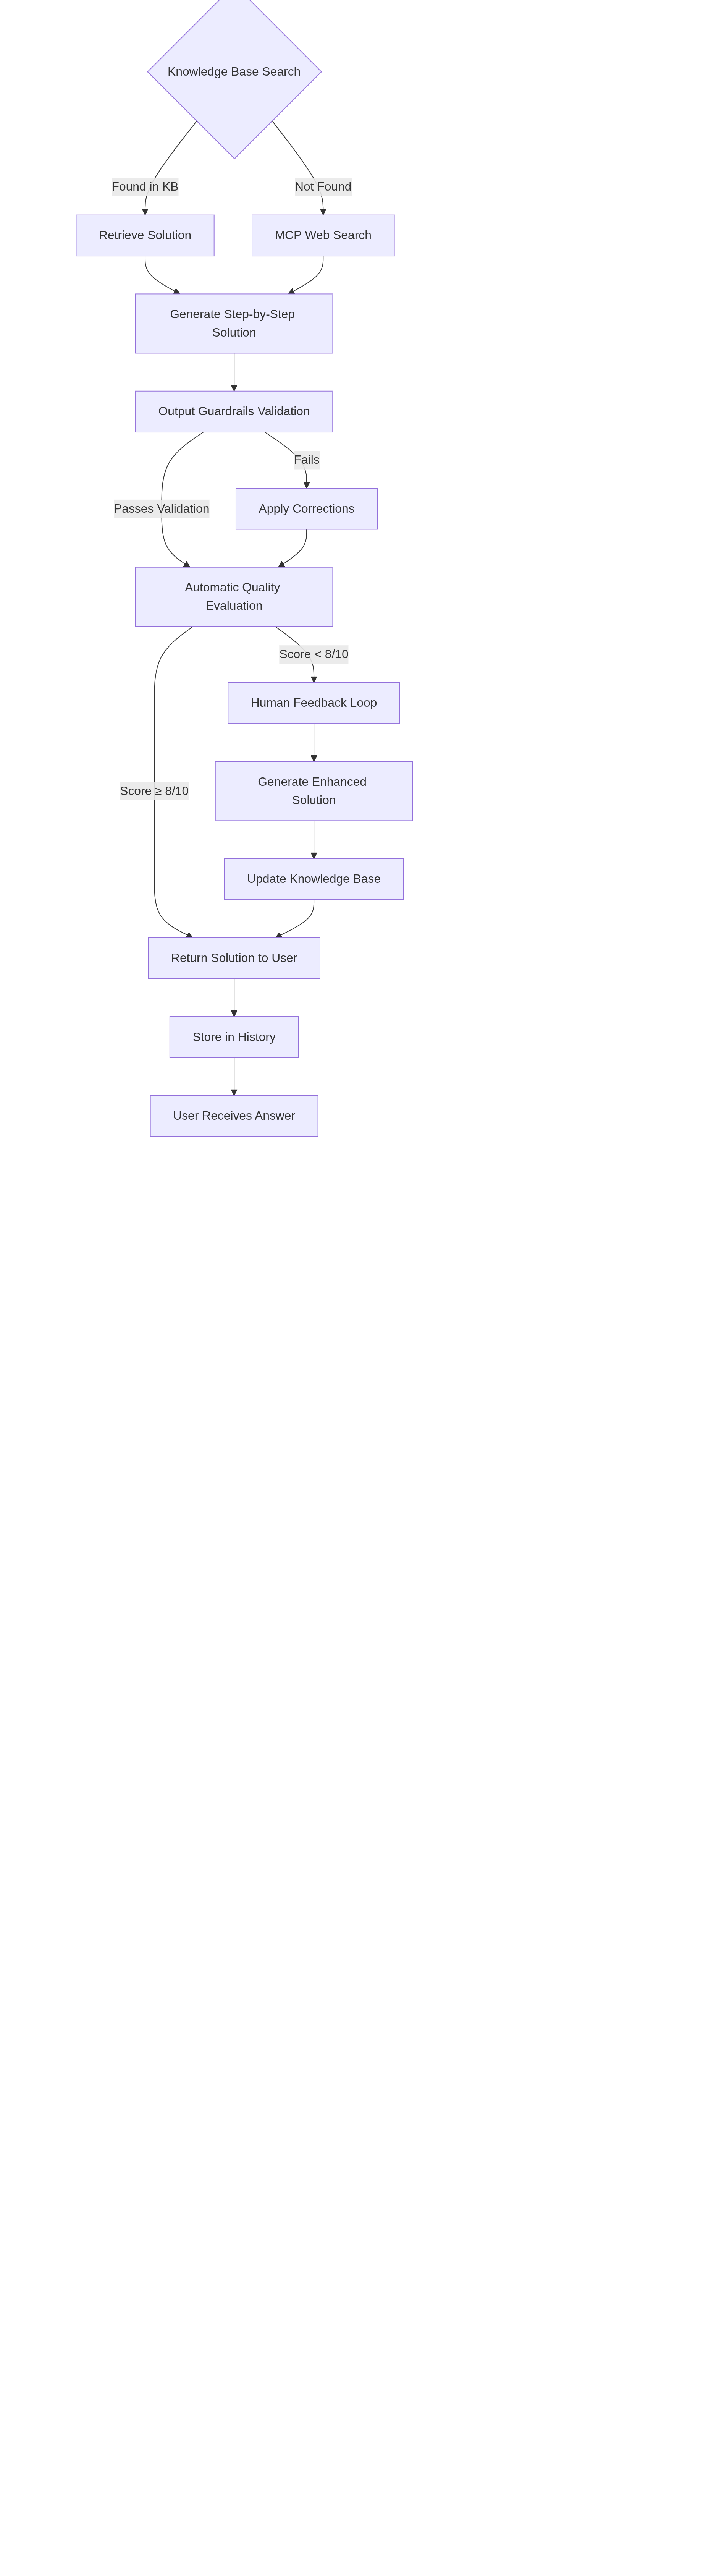 Knowledge Base Search
Found in KB
Not Found
Retrieve Solution
MCP Web Search
Generate Step-by-Step
Solution
Output Guardrails Validation
Fails
Passes Validation
Apply Corrections
Automatic Quality
Evaluation
Score < 8/10
Human Feedback Loop
Score ≥ 8/10
Generate Enhanced
Solution
Update Knowledge Base
Return Solution to User
Store in History
User Receives Answer